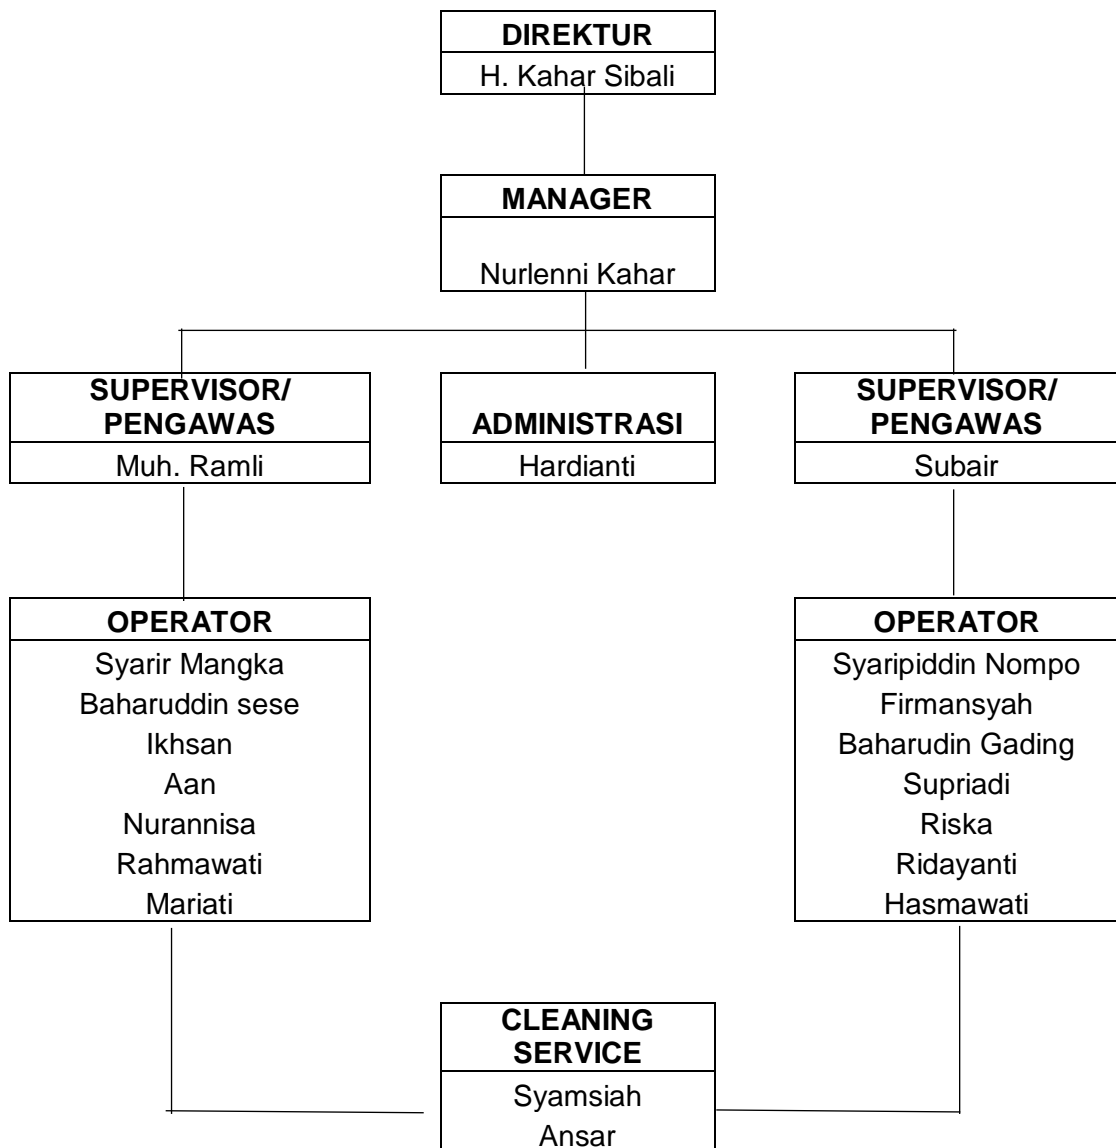 DIREKTUR
H. Kahar Sibali
MANAGER
Nurlenni Kahar
SUPERVISOR/
PENGAWAS
Muh. Ramli
ADMINISTRASI
Hardianti
SUPERVISOR/
PENGAWAS
Subair
OPERATOR
Syarir Mangka
Baharuddin sese
Ikhsan
Aan
Nurannisa
Rahmawati
Mariati
OPERATOR
Syaripiddin Nompo
Firmansyah
Baharudin Gading
Supriadi
Riska
Ridayanti
Hasmawati
CLEANING
SERVICE
Syamsiah
Ansar